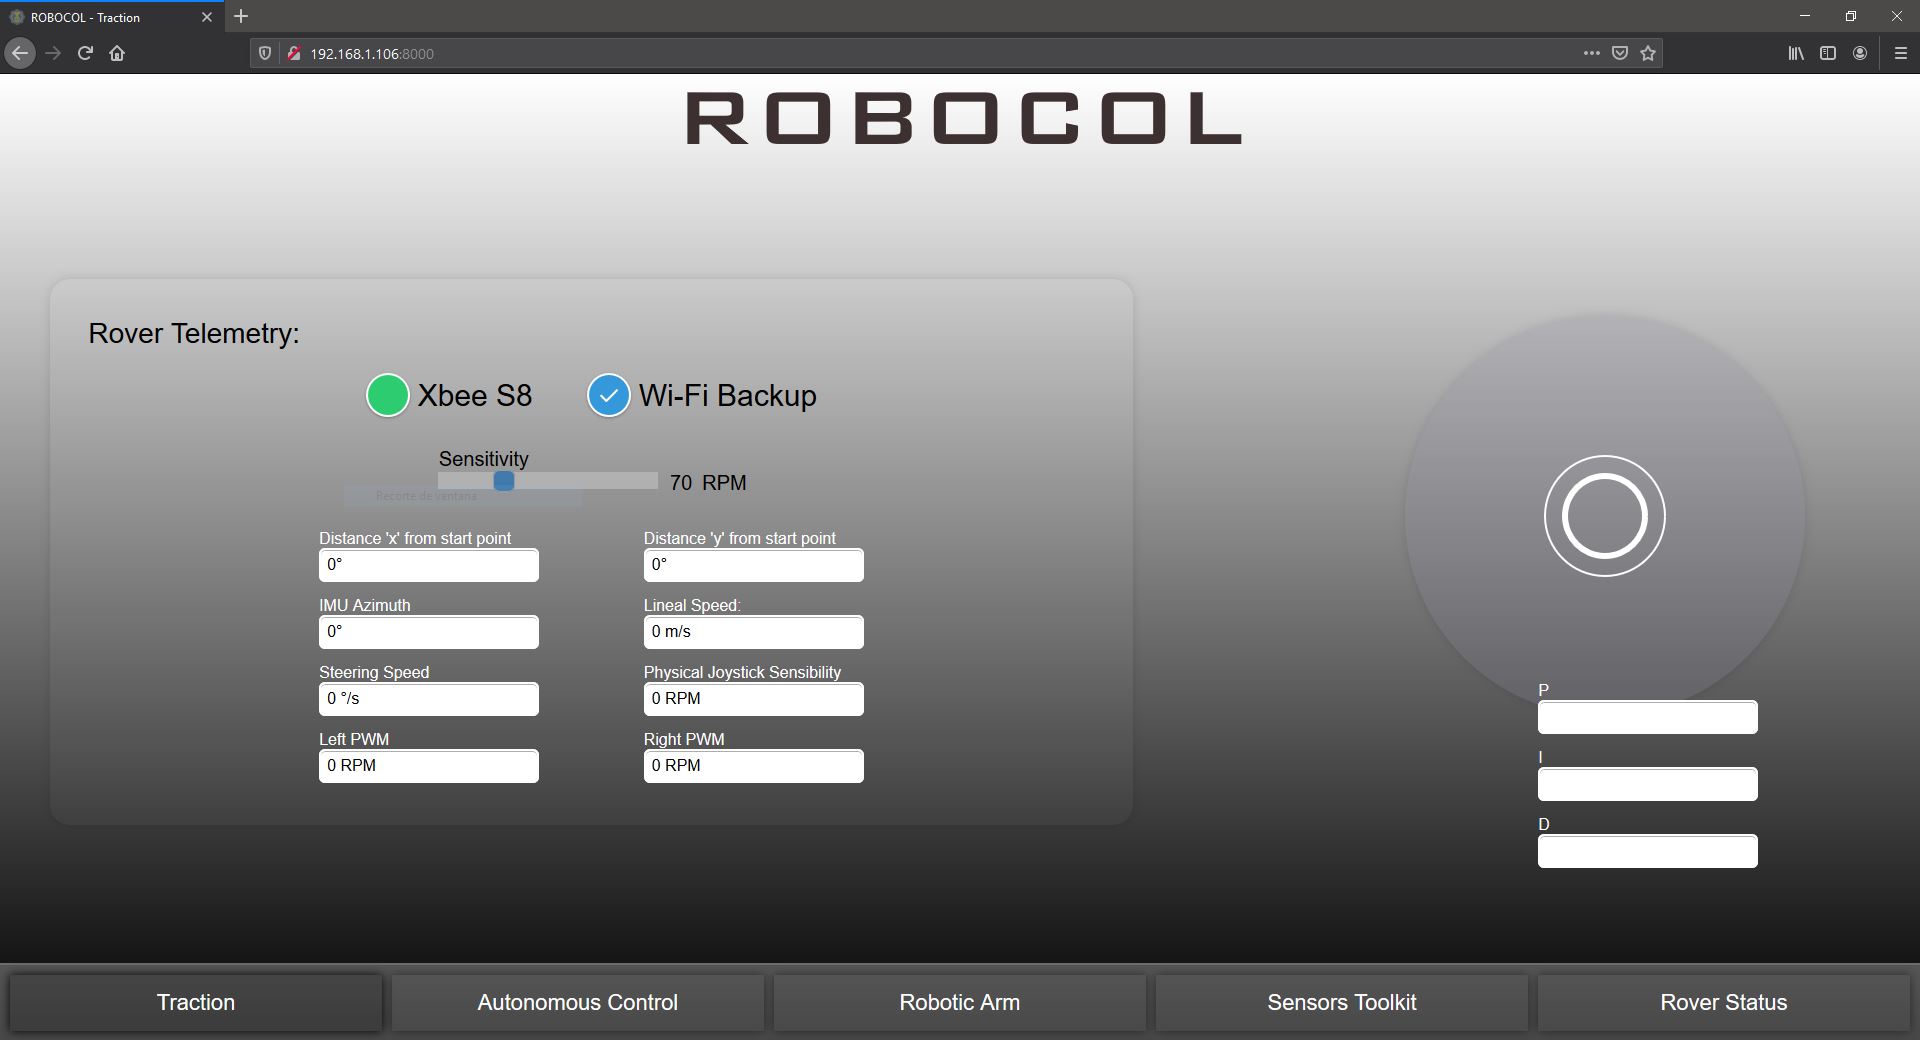 ROBOCOL - Traction
192.168.1.106:8000
ROBOCOL
Rover Telemetry:
Xbee S8
Wi-Fi Backup
Sensitivity
70 RPM
Recorte de ventana
Distance 'x' from start point
Distance 'y' from start point
0°
0°
IMU Azimuth
Lineal Speed:
0°
0 m/s
Steering Speed
Physical Joystick Sensibility
0 °/s
0 RPM
Left PWM
Right PWM
0 RPM
0 RPM
P
I
D
Traction
Autonomous Control
Robotic Arm
Sensors Toolkit
Rover Status